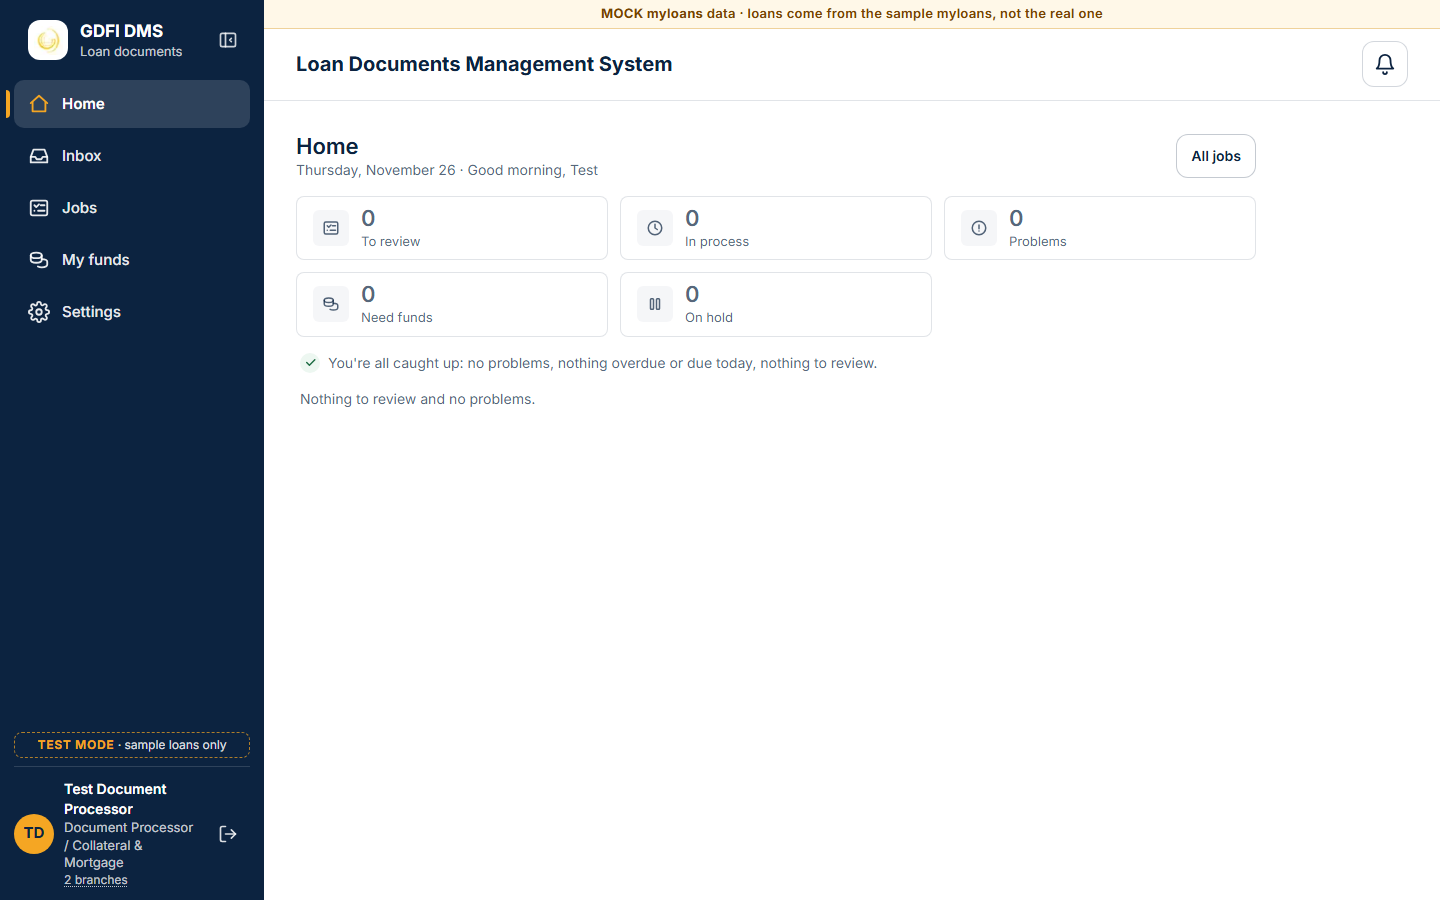 MOCK myloans data · loans come from the sample myloans, not the real one
GDFI DMS
Loan documents
Home
Inbox
Jobs
My funds
Settings
TEST MODE · sample loans only
TD
Test Document
Processor
Document Processor
/ Collateral &
Mortgage
2 branches
Loan Documents Management System
Home
Thursday, November 26 · Good morning, Test
All jobs
0
To review
0
In process
0
Problems
0
Need funds
0
On hold
You're all caught up: no problems, nothing overdue or due today, nothing to review.
Nothing to review and no problems.